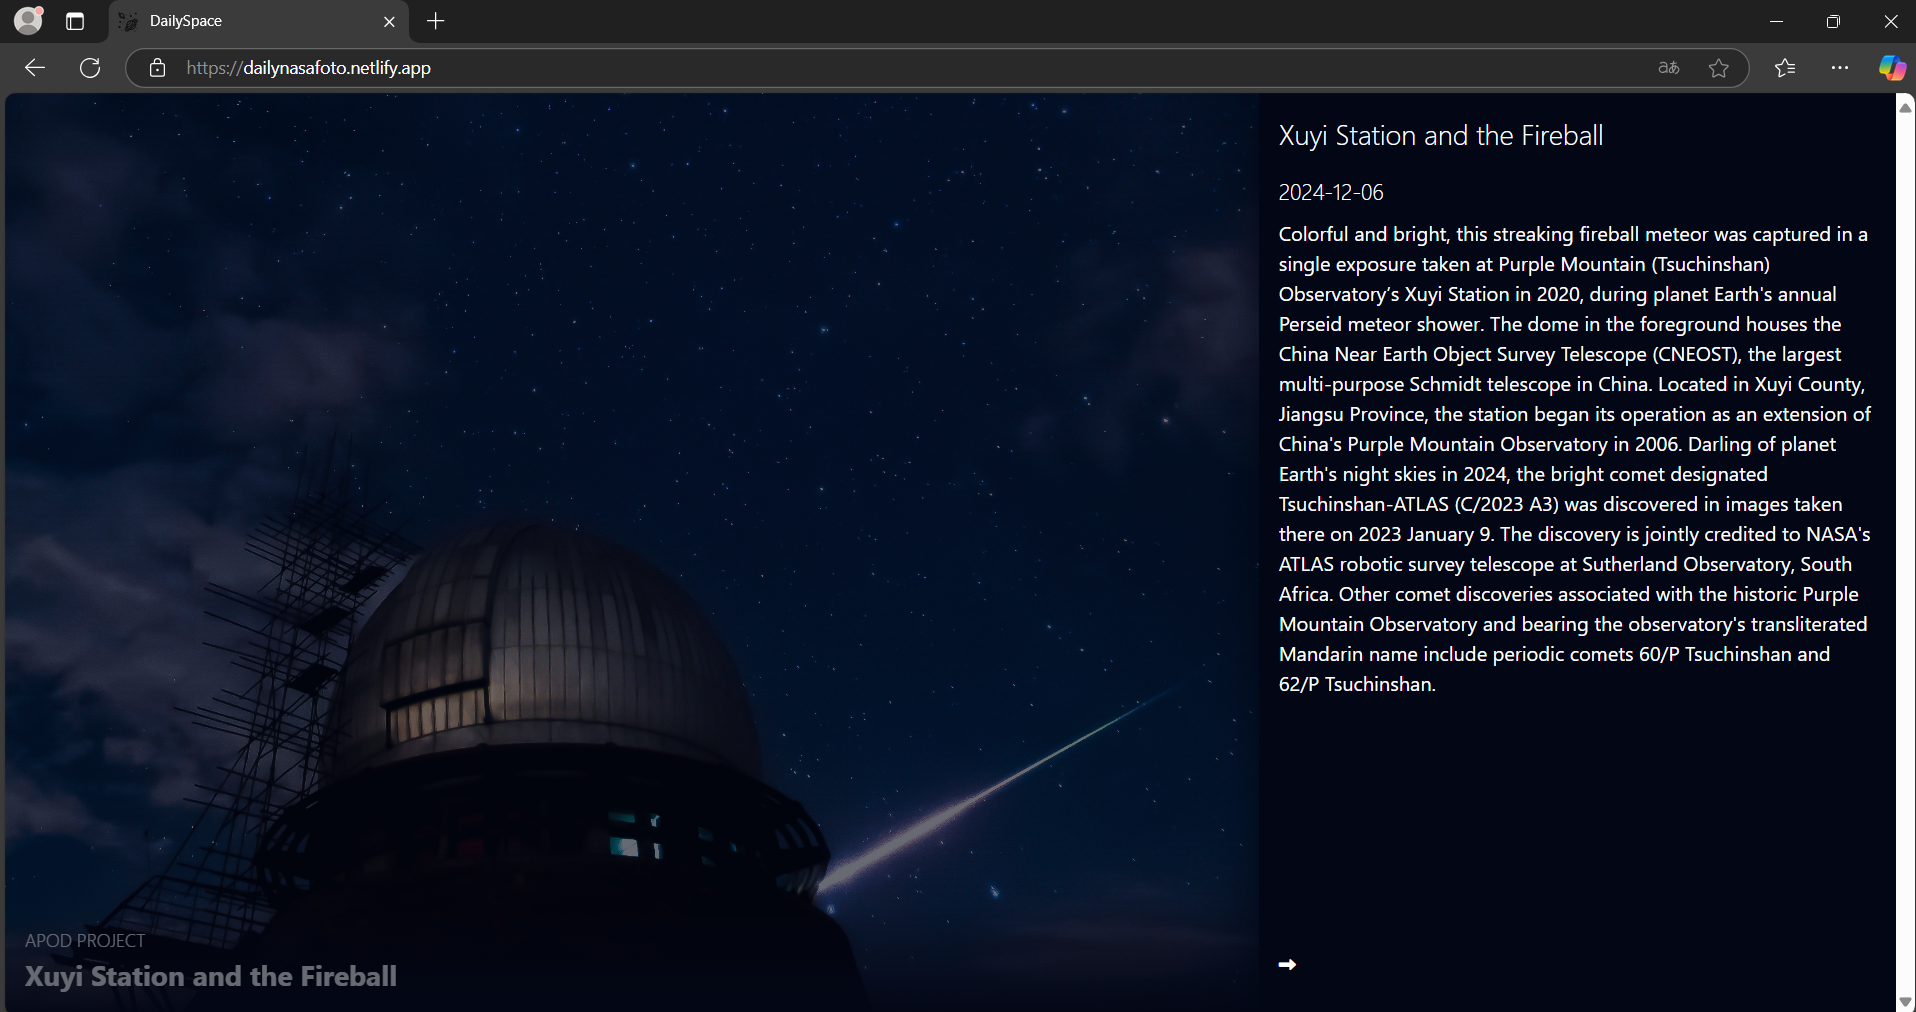 DailySpace
https://dailynasafoto.netlify.app
aあ
Xuyi Station and the Fireball
2024-12-06
Colorful and bright, this streaking fireball meteor was captured in a
single exposure taken at Purple Mountain (Tsuchinshan)
Observatory’s Xuyi Station in 2020, during planet Earth's annual
Perseid meteor shower. The dome in the foreground houses the
China Near Earth Object Survey Telescope (CNEOST), the largest
multi-purpose Schmidt telescope in China. Located in Xuyi County,
Jiangsu Province, the station began its operation as an extension of
China's Purple Mountain Observatory in 2006. Darling of planet
Earth's night skies in 2024, the bright comet designated
Tsuchinshan-ATLAS (C/2023 A3) was discovered in images taken
there on 2023 January 9. The discovery is jointly credited to NASA's
ATLAS robotic survey telescope at Sutherland Observatory, South
Africa. Other comet discoveries associated with the historic Purple
Mountain Observatory and bearing the observatory's transliterated
Mandarin name include periodic comets 60/P Tsuchinshan and
62/P Tsuchinshan.
APOD PROJECT
Xuyi Station and the Fireball